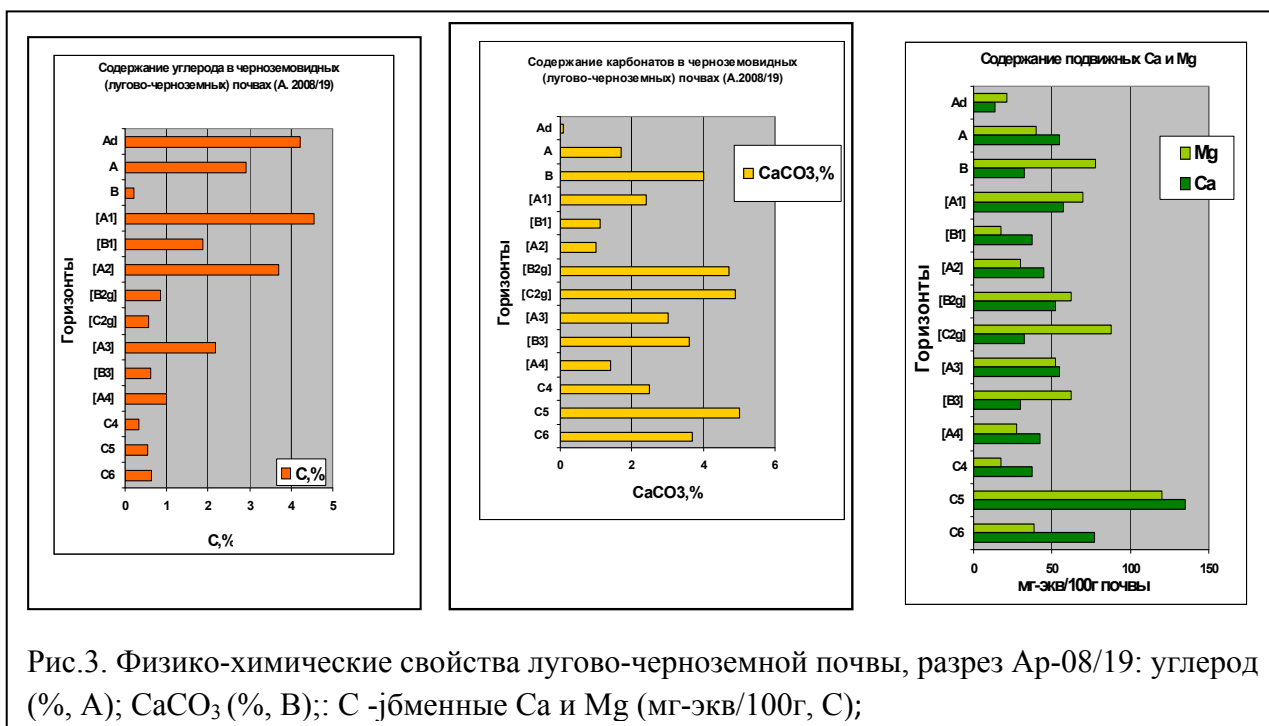 Содержание углерода в черноземовидных
(лугово-черноземных) почвах (А. 2008/19)
Горизонты
Ad
A
B
[A1]
[B1]
[A2]
[B2g]
[C2g]
[A3]
[B3]
[A4]
C4
C5
C6
C,%
0 1 2 3 4 5
C,%
Содержание карбонатов в черноземовидных
(лугово-черноземных) почвах (А.2008/19)
Горизонты
Ad
A
B
[A1]
[B1]
[A2]
[B2g]
[C2g]
[A3]
[B3]
[A4]
C4
C5
C6
CaCO3,%
0 2 4 6
CaCO3,%
Содержание подвижных Ca и Mg
Горизонты
Ad
A
B
[A1]
[B1]
[A2]
[B2g]
[C2g]
[A3]
[B3]
[A4]
C4
C5
C6
Mg
Ca
0 50 100 150
мг-экв/100г почвы
Рис.3. Физико-химические свойства лугово-черноземной почвы, разрез Ар-08/19: углерод
(%, А); CaCO₃ (%, В);: С -jбменные Ca и Mg (мг-экв/100г, С);